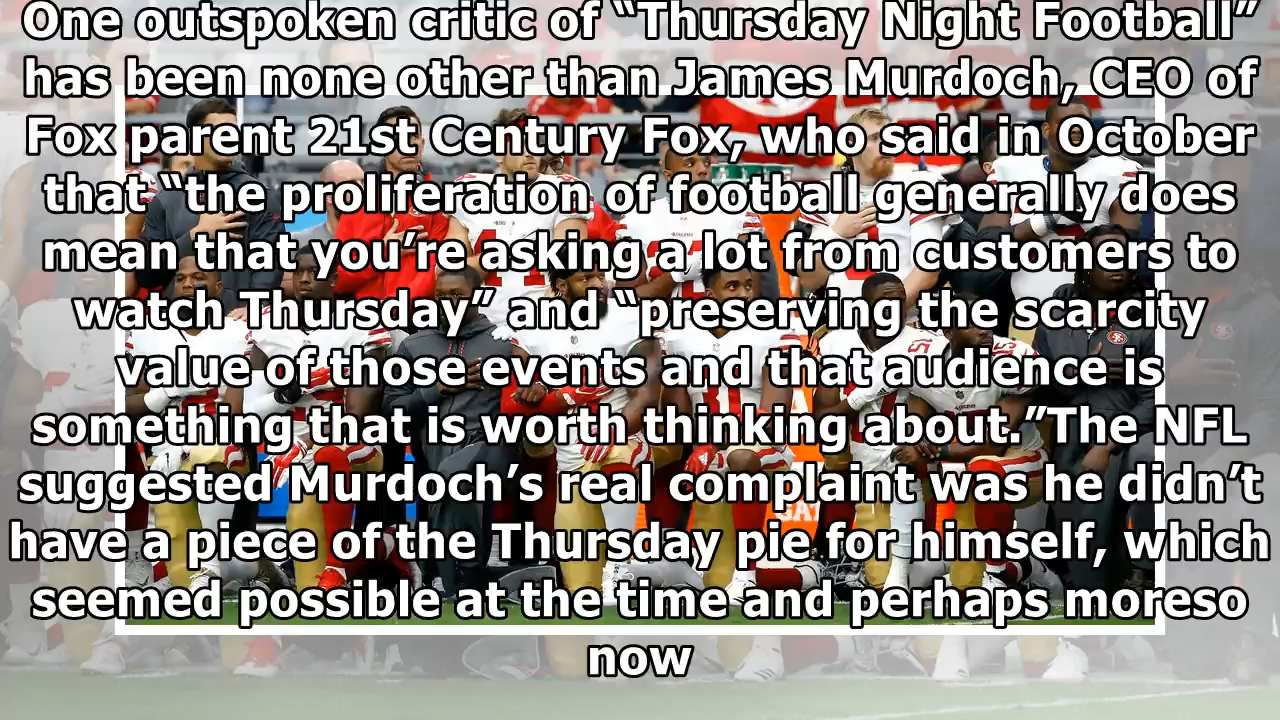 One outspoken critic of “Thursday Night Football”
has been none other than James Murdoch, CEO of
Fox parent 21st Century Fox, who said in October
that “the proliferation of football generally does
mean that you’re asking a lot from customers to
watch Thursday” and “preserving the scarcity
value of those events and that audience is
something that is worth thinking about.”The NFL
suggested Murdoch’s real complaint was he didn’t
have a piece of the Thursday pie for himself, which
seemed possible at the time and perhaps moreso
now